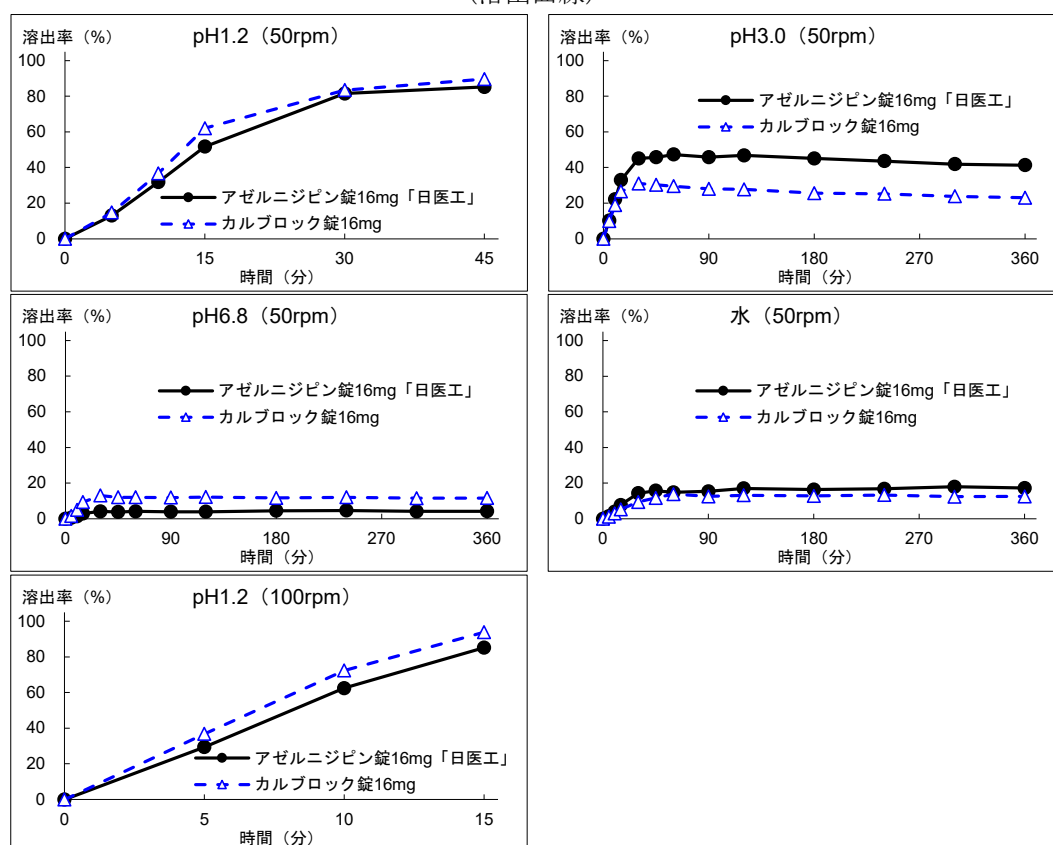 (溶出曲線)
溶出率(%)
pH1.2(50rpm)
100
80
60
40
20
0
アゼルニジピン錠16mg「日医工」
カルブロック錠16mg
0 15 30 45
時間(分)
溶出率(%)
pH3.0(50rpm)
100
80
60
40
20
0
アゼルニジピン錠16mg「日医工」
カルブロック錠16mg
0 90 180 270 360
時間(分)
溶出率(%)
pH6.8(50rpm)
100
80
60
40
20
0
アゼルニジピン錠16mg「日医工」
カルブロック錠16mg
0 90 180 270 360
時間(分)
溶出率(%)
水(50rpm)
100
80
60
40
20
0
アゼルニジピン錠16mg「日医工」
カルブロック錠16mg
0 90 180 270 360
時間(分)
溶出率(%)
pH1.2(100rpm)
100
80
60
40
20
0
アゼルニジピン錠16mg「日医工」
カルブロック錠16mg
0 5 10 15
時間(分)